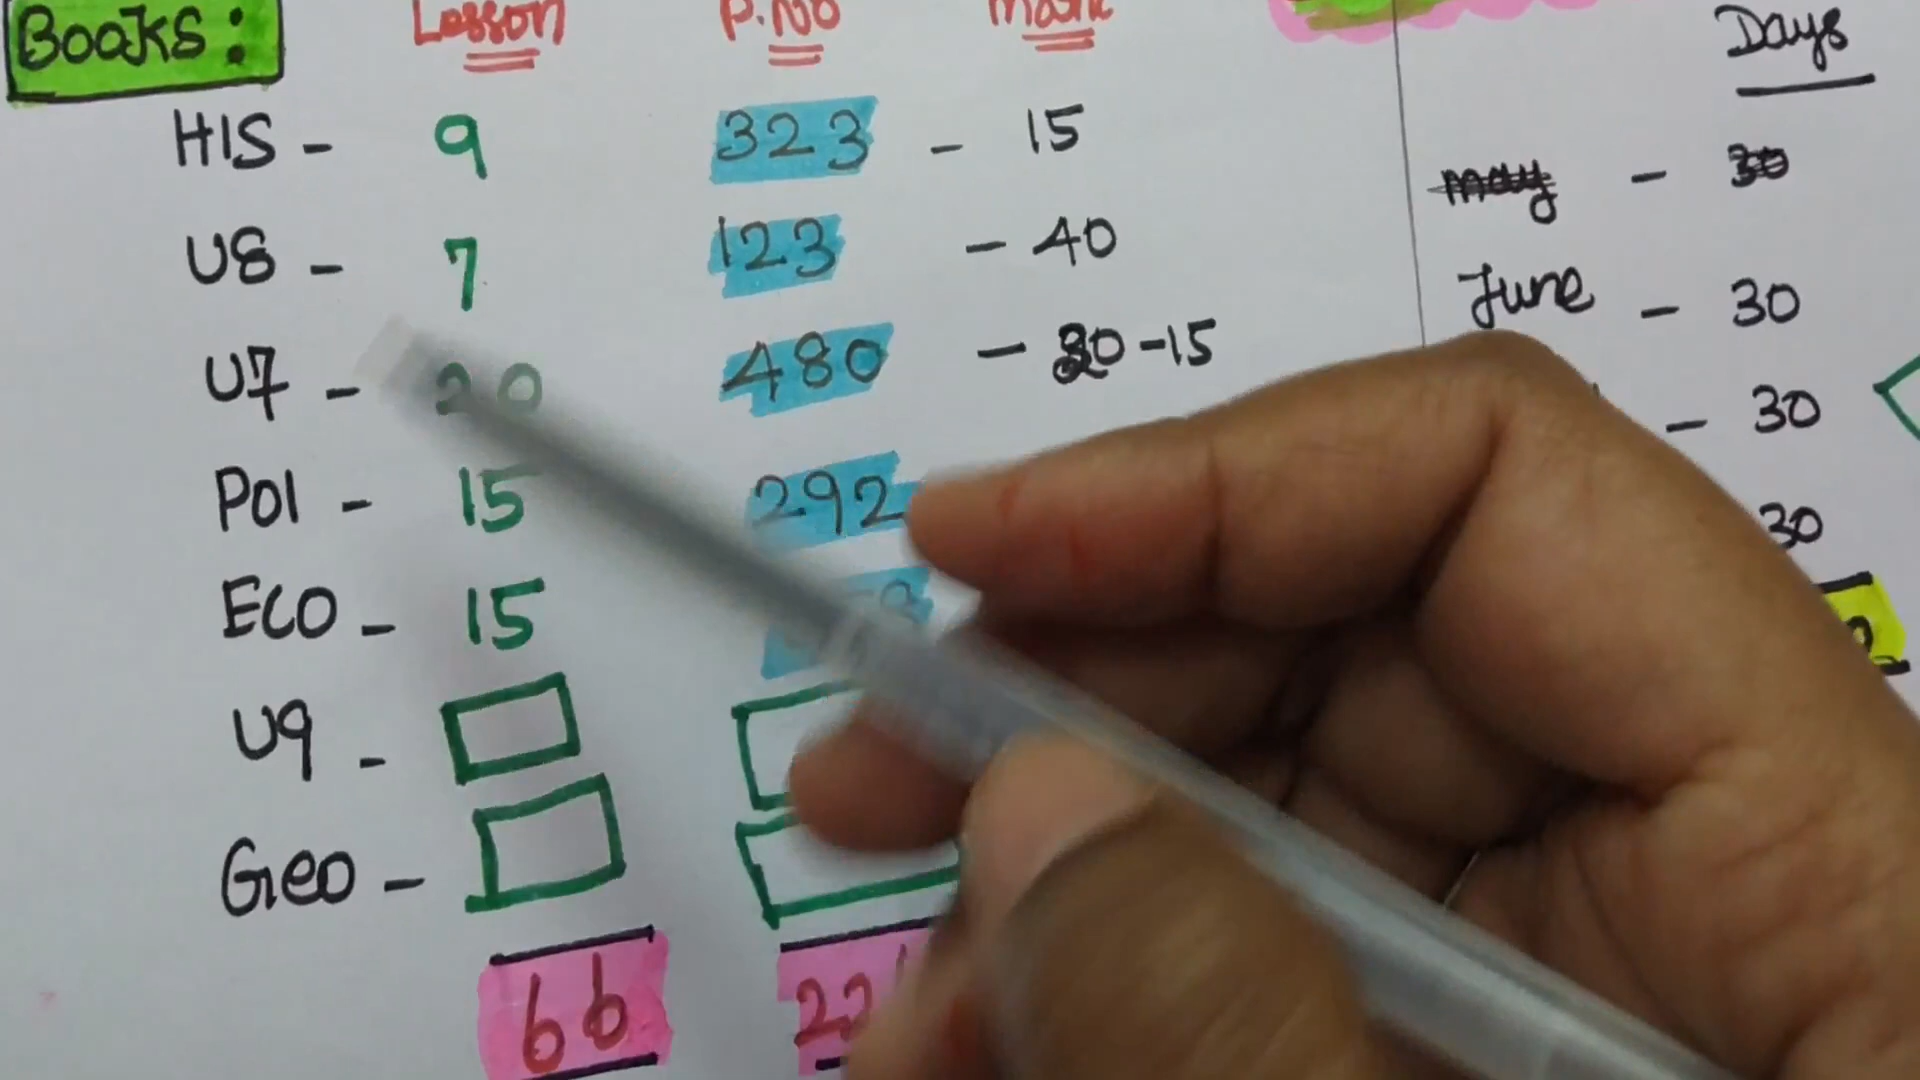 Books: Lesson P.No Mark
HIS - 9 323 - 15
U8 - 7 123 - 40
U7 - 20 480 - 20-15
Pol - 15 292
ECO - 15
U9 -
Geo -
66
Days
may - 30
June - 30
- 30
30